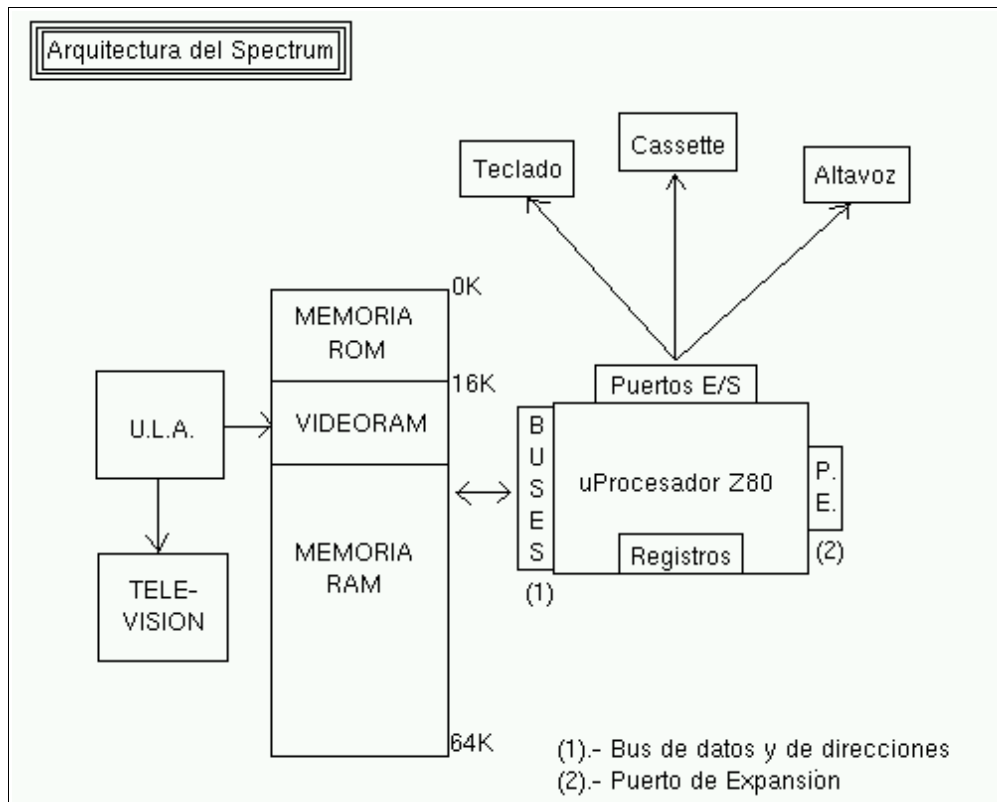 Arquitectura del Spectrum
Teclado
Cassette
Altavoz
0K
MEMORIA
ROM
16K
VIDEORAM
MEMORIA
RAM
64K
U.L.A.
TELE-
VISION
Puertos E/S
B
U
S
E
S
(1)
uProcesador Z80
Registros
P.
E.
(2)
(1).- Bus de datos y de direcciones
(2).- Puerto de Expansión